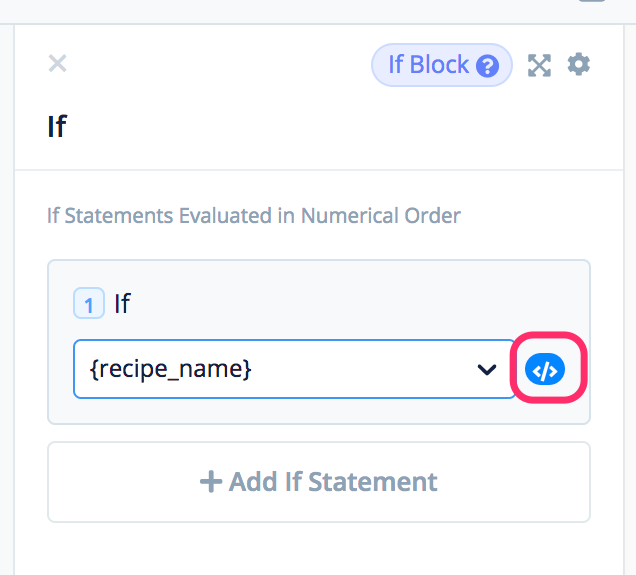 If Block ?
If
If Statements Evaluated in Numerical Order
1 If
{recipe_name}
</>
+ Add If Statement